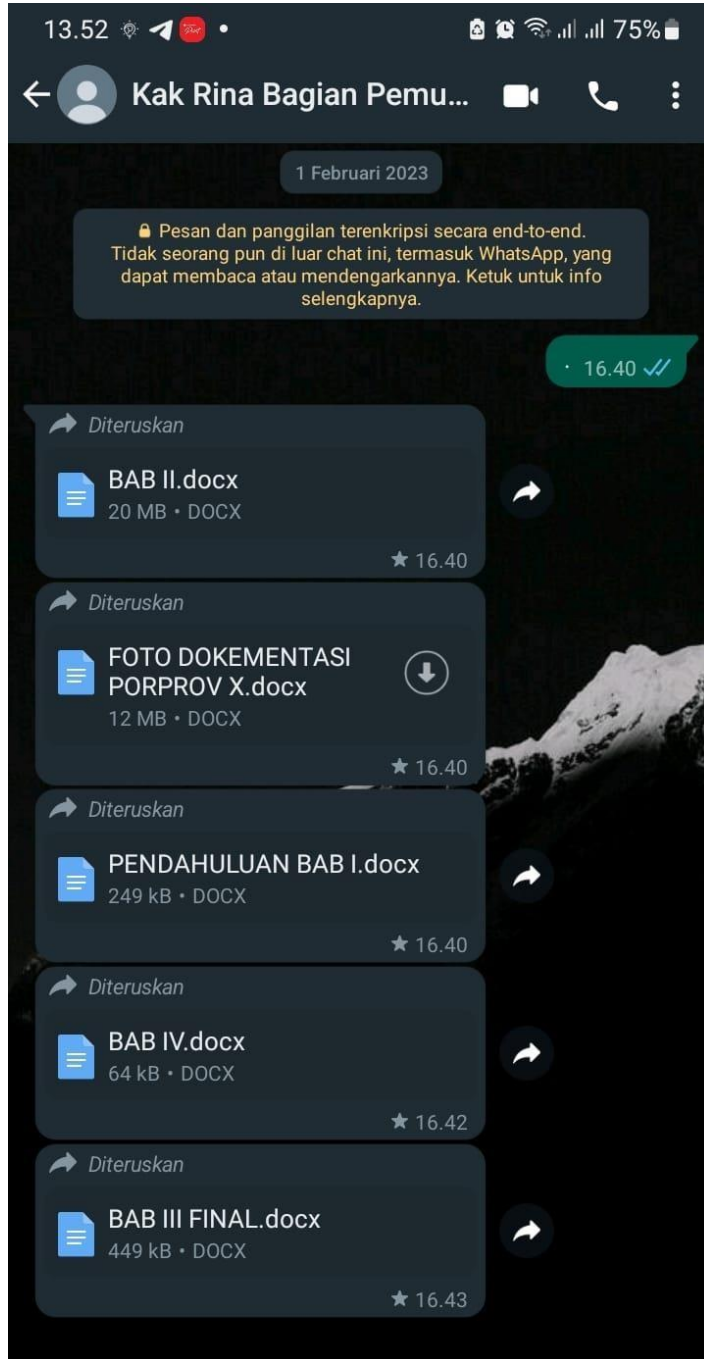 13.52 • 75%
Kak Rina Bagian Pemu...
1 Februari 2023
Pesan dan panggilan terenkripsi secara end-to-end.
Tidak seorang pun di luar chat ini, termasuk WhatsApp, yang
dapat membaca atau mendengarkannya. Ketuk untuk info
selengkapnya.
. 16.40
Diteruskan
BAB II.docx
20 MB • DOCX
16.40
Diteruskan
FOTO DOKEMENTASI
PORPROV X.docx
12 MB • DOCX
16.40
Diteruskan
PENDAHULUAN BAB I.docx
249 kB • DOCX
16.40
Diteruskan
BAB IV.docx
64 kB • DOCX
16.42
Diteruskan
BAB III FINAL.docx
449 kB • DOCX
16.43